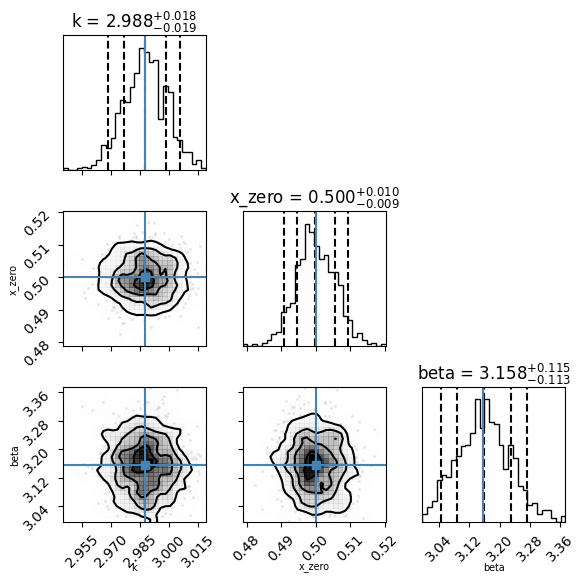 k = 2.988+0.018−0.019
x_zero = 0.500+0.010−0.009
0.52
0.51
0.50
0.49
0.48
x_zero
beta = 3.158+0.115−0.113
3.36
3.28
3.20
3.12
3.04
beta
2.955 2.970 2.985 3.000 3.015
k
0.48 0.49 0.50 0.51 0.52
x_zero
3.04 3.12 3.20 3.28 3.36
beta